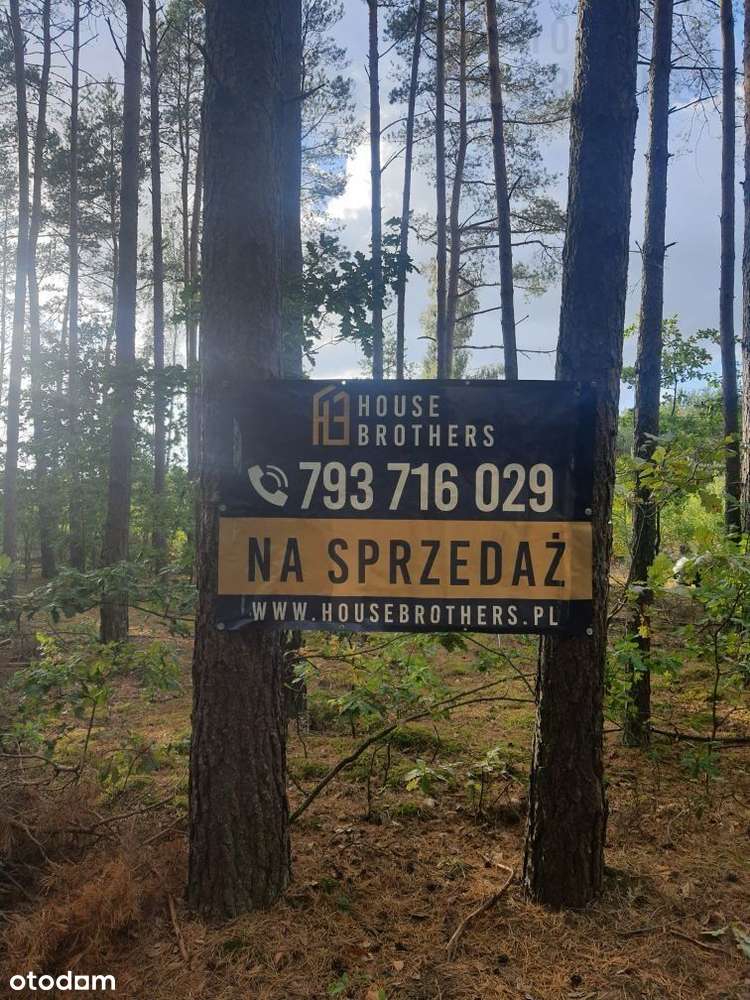 HOUSE
BROTHERS
793 716 029
NA SPRZEDAŻ
WWW.HOUSEBROTHERS.PL
otodom